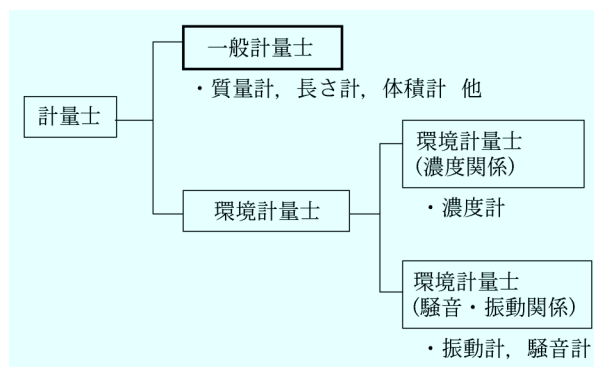 計量士
一般計量士
・質量計，長さ計，体積計 他
環境計量士
環境計量士
(濃度関係)
・濃度計
環境計量士
(騒音・振動関係)
・振動計，騒音計